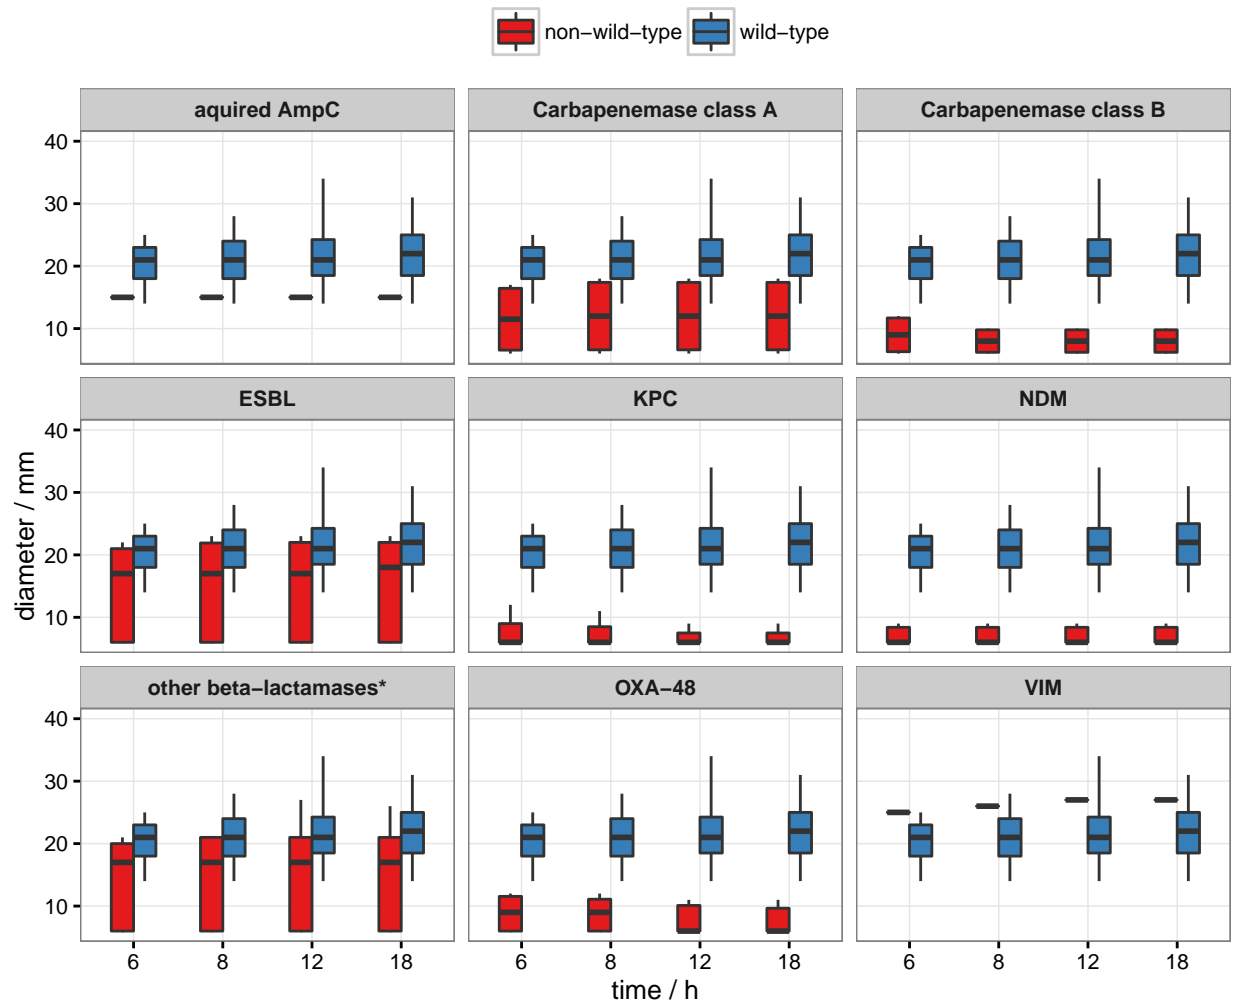 non−wild−type wild−type
aquired AmpC Carbapenemase class A Carbapenemase class B
40
30
20
10
ESBL KPC NDM
40
30
20
10
diameter / mm
other beta−lactamases* OXA−48 VIM
40
30
20
10
6 8 12 18 6 8 12 18 6 8 12 18
time / h